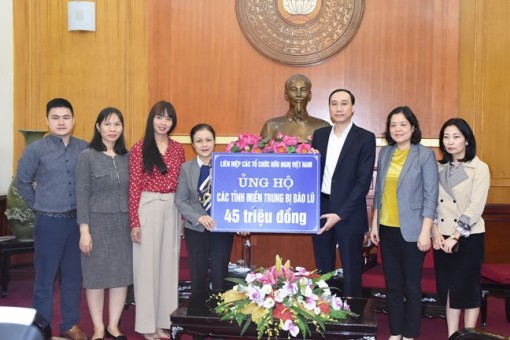 LIÊN HIỆP CÁC TỔ CHỨC HỮU NGHỊ VIỆT NAM
ỦNG HỘ
CÁC TỈNH MIỀN TRUNG BỊ BÃO LŨ
45 triệu đồng